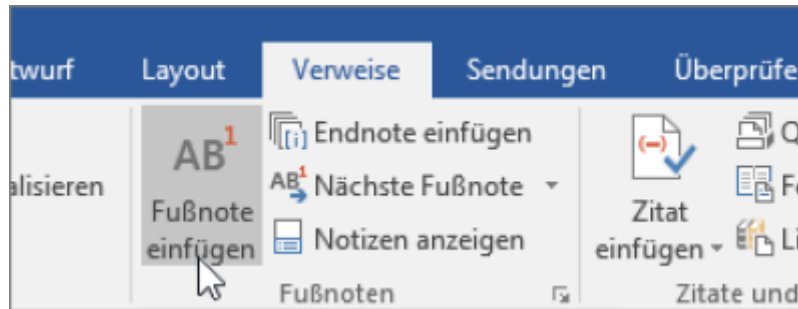 twurf Layout Verweise Sendungen Überprüfe
AB1
Fußnote
einfügen
[i] Endnote einfügen
AB1 Nächste Fußnote
Notizen anzeigen
Fußnoten
alisieren
(-)
Zitat
einfügen
Q
F
Li
Zitate und